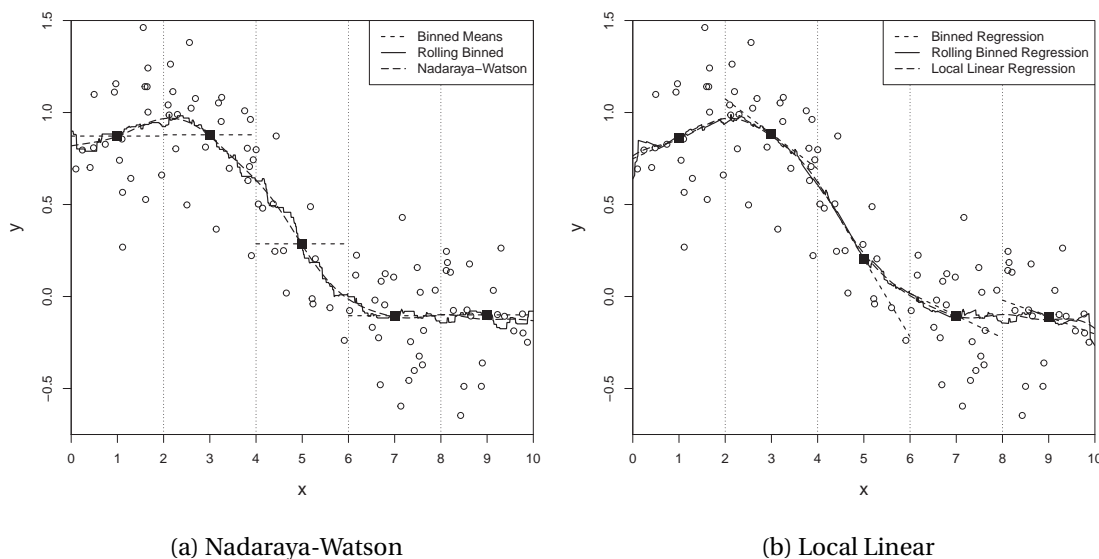 Binned Means
Rolling Binned
Nadaraya−Watson
1.5
1.0
0.5
0.0
−0.5
y
0 1 2 3 4 5 6 7 8 9 10
x
(a) Nadaraya-Watson
Binned Regression
Rolling Binned Regression
Local Linear Regression
1.5
1.0
0.5
0.0
−0.5
y
0 1 2 3 4 5 6 7 8 9 10
x
(b) Local Linear